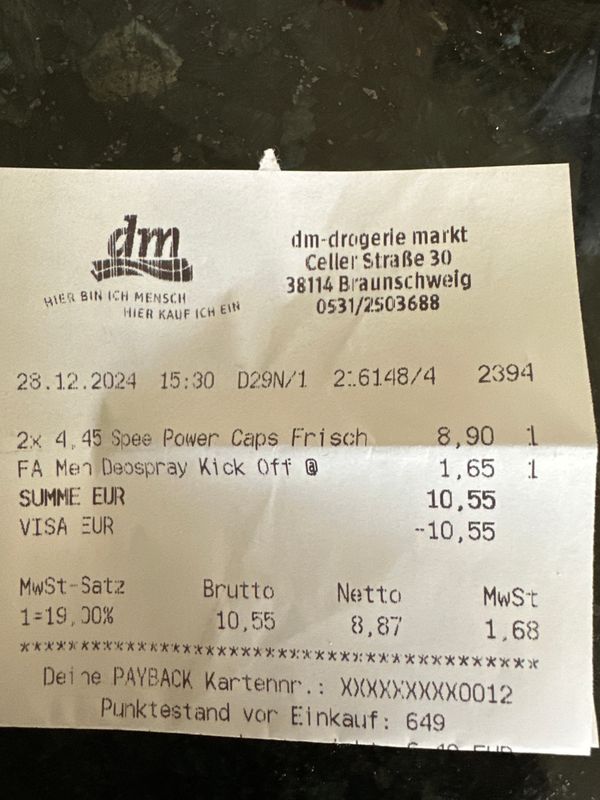 dm
HIER BIN ICH MENSCH
HIER KAUF ICH EIN
dm-drogerie markt
Celler Straße 30
38114 Braunschweig
0531/2503688
28.12.2024 15:30 D29N/1 216148/4 2394
2x 4,45 Spee Power Caps Frisch 8,90 1
FA Men Deospray Kick Off @ 1,65 1
SUMME EUR 10,55
VISA EUR -10,55
MwSt-Satz Brutto Netto MwSt
1=19,00% 10,55 8,87 1,68
****************************************************
Deine PAYBACK Kartennr.: XXXXXXXXX0012
Punktestand vor Einkauf: 649